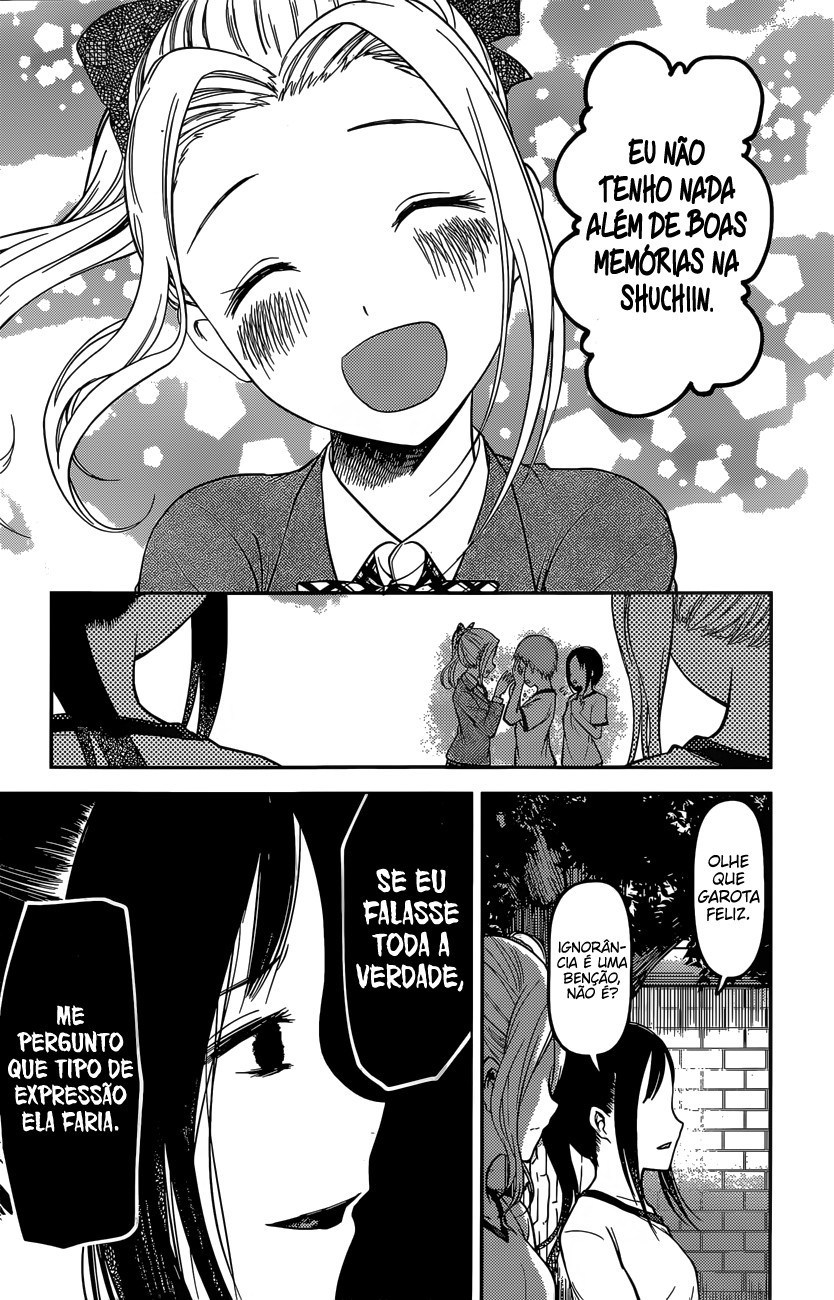 EU NÃO
TENHO NADA
ALÉM DE BOAS
MEMÓRIAS NA
SHUCHIIN.
OLHE
QUE
GAROTA
FELIZ.
IGNORÂN-
CIA É UMA
BENÇÃO,
NÃO É?
SE EU
FALASSE
TODA A
VERDADE,
ME
PERGUNTO
QUE TIPO DE
EXPRESSÃO
ELA FARIA.